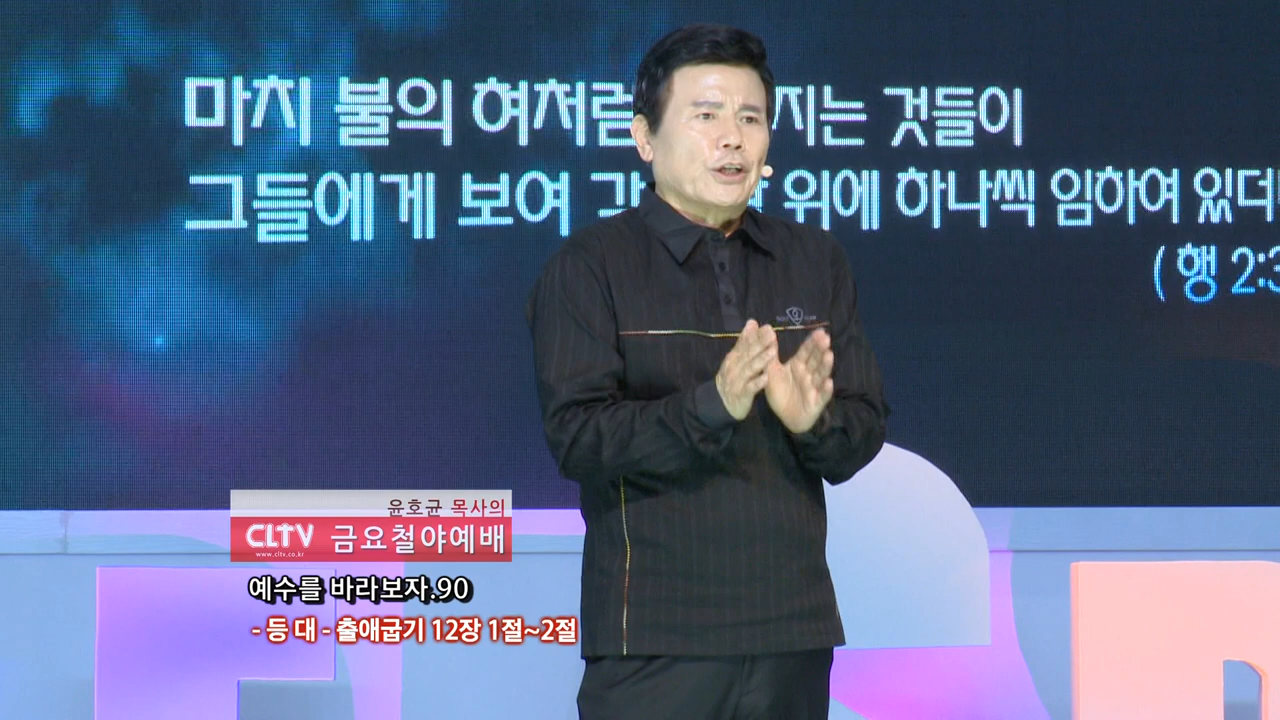 마치 불의 혀처럼 지는 것들이
그들에게 보여 위에 하나씩 임하여
( 행 2:3
윤호균 목사의
CLTV 금요철야예배
www.cltv.co.kr
예수를 바라보자.90
- 등 대 - 출애굽기 12장 1절~2절